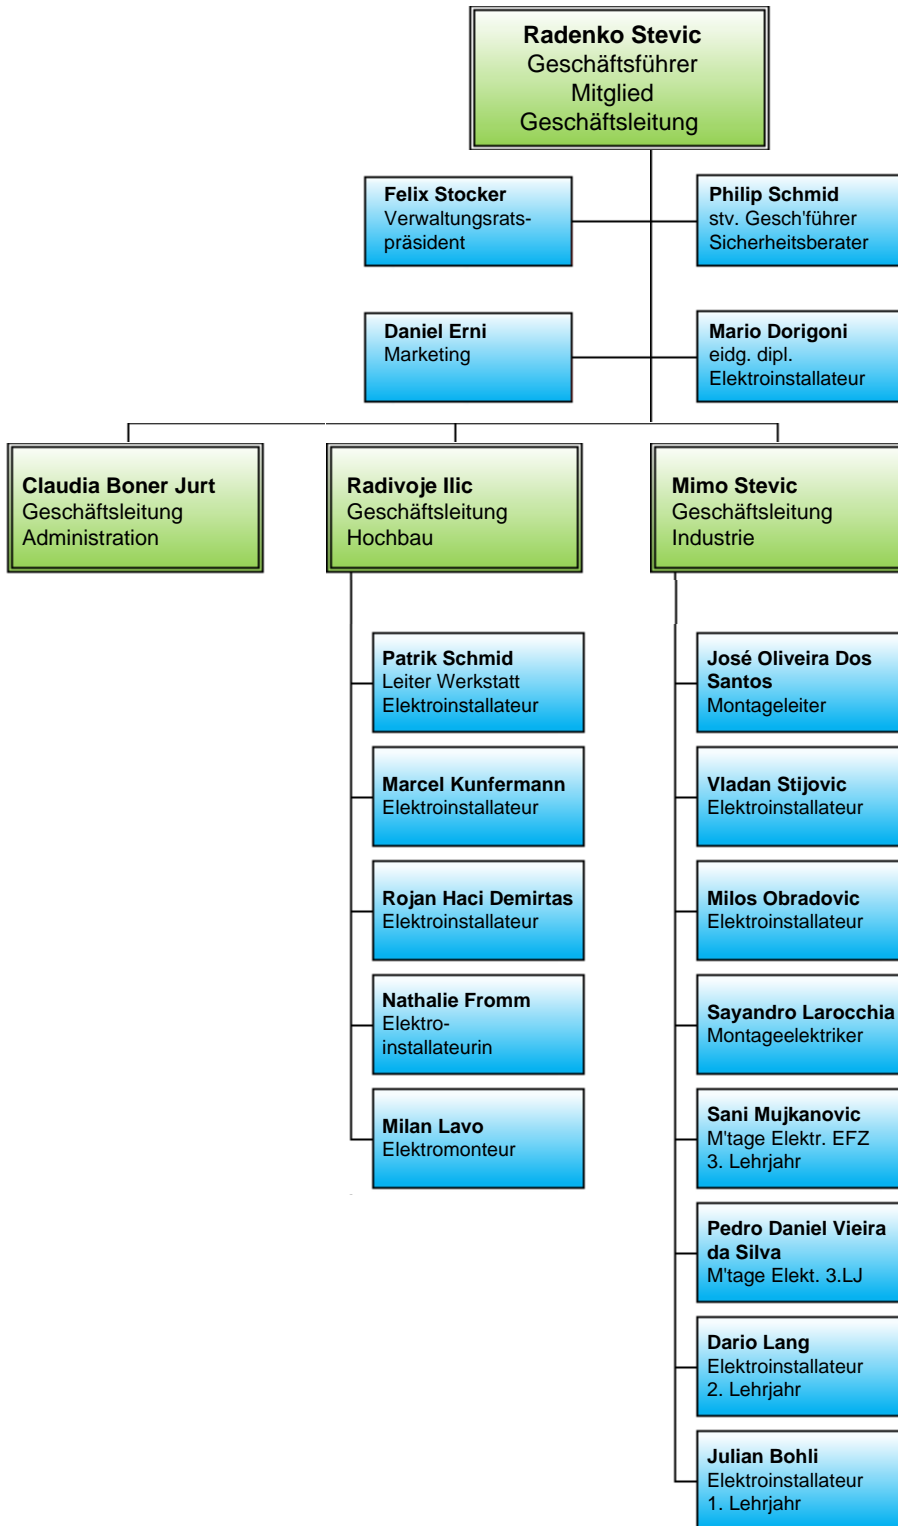 Radenko Stevic
Geschäftsführer
Mitglied
Geschäftsleitung
Felix Stocker
Verwaltungsrats-
präsident
Philip Schmid
stv. Gesch'führer
Sicherheitsberater
Daniel Erni
Marketing
Mario Dorigoni
eidg. dipl.
Elektroinstallateur
Claudia Boner Jurt
Geschäftsleitung
Administration
Radivoje Ilic
Geschäftsleitung
Hochbau
Mimo Stevic
Geschäftsleitung
Industrie
Patrik Schmid
Leiter Werkstatt
Elektroinstallateur
Marcel Kunfermann
Elektroinstallateur
Rojan Haci Demirtas
Elektroinstallateur
Nathalie Fromm
Elektro-
installateurin
Milan Lavo
Elektromonteur
José Oliveira Dos
Santos
Montageleiter
Vladan Stijovic
Elektroinstallateur
Milos Obradovic
Elektroinstallateur
Sayandro Larocchia
Montageelektriker
Sani Mujkanovic
M'tage Elektr. EFZ
3. Lehrjahr
Pedro Daniel Vieira
da Silva
M'tage Elekt. 3.LJ
Dario Lang
Elektroinstallateur
2. Lehrjahr
Julian Bohli
Elektroinstallateur
1. Lehrjahr